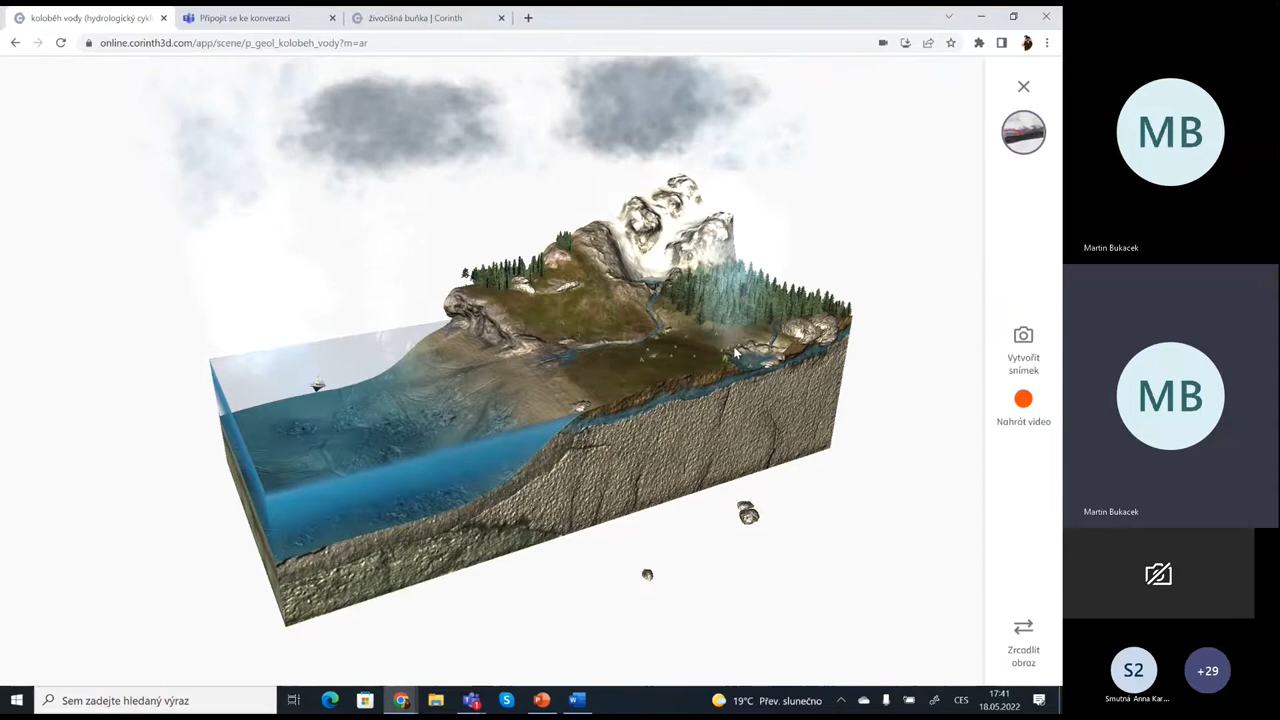 koloběh vody (hydrologický cykl
Připojit se ke konverzaci
živočišná buňka | Corinth
online.corinth3d.com/app/scene/p_geol_kolobeh_vody?m=ar
MB
Martin Bukacek
Vytvořit
snímek
Nahrát video
MB
Martin Bukacek
Zrcadlit
obraz
S2
+29
Smutná Anna Kar...
Sem zadejte hledaný výraz
19°C Přev. slunečno
CES
17:41
18.05.2022